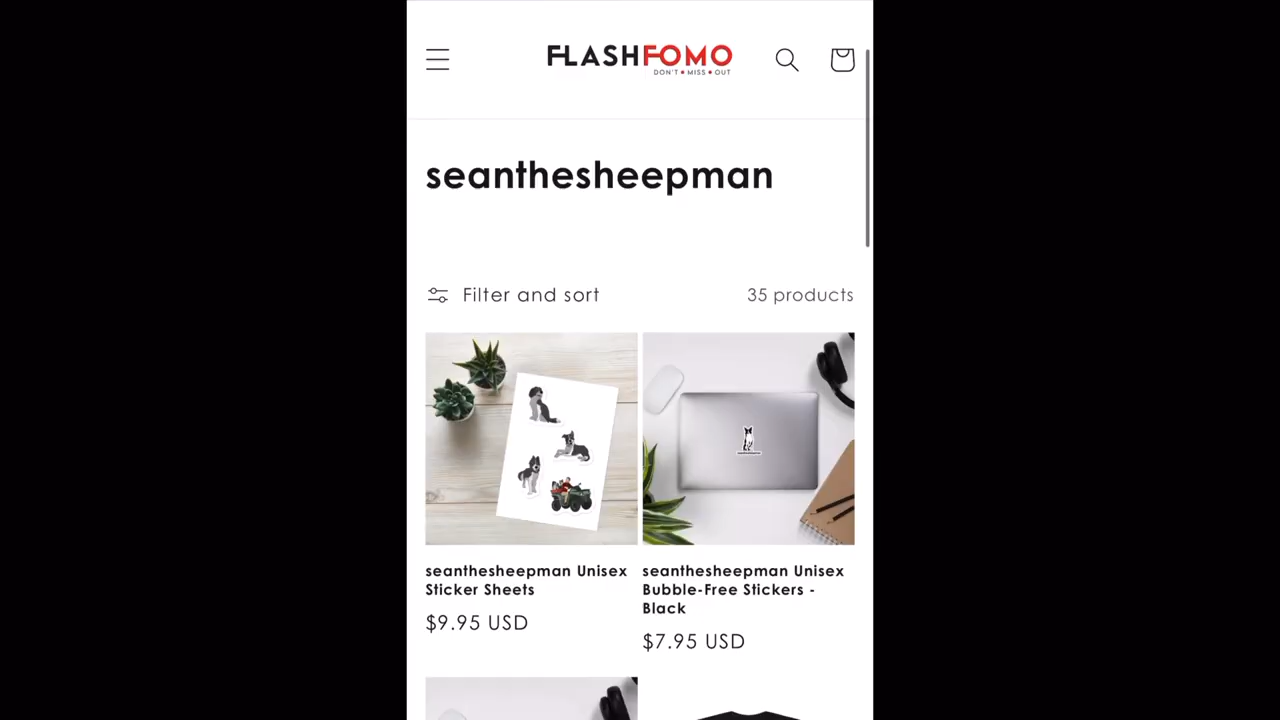 FLASHFOMO
DON'T • MISS • OUT
seanthesheepman
Filter and sort
35 products
seanthesheepman Unisex
Sticker Sheets
$9.95 USD
seanthesheepman Unisex
Bubble-Free Stickers -
Black
$7.95 USD